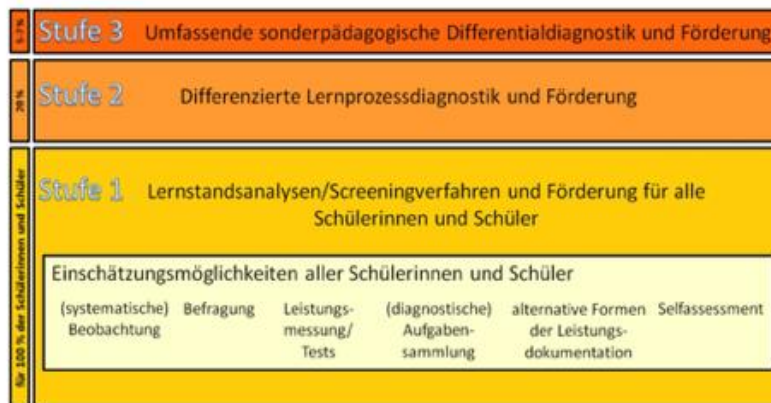 5-7%
Stufe 3 Umfassende sonderpädagogische Differentialdiagnostik und Förderung
20%
Stufe 2 Differenzierte Lernprozessdiagnostik und Förderung
für 100 % der Schülerinnen und Schüler
Stufe 1 Lernstandsanalysen/Screeningverfahren und Förderung für alle
Schülerinnen und Schüler
Einschätzungsmöglichkeiten aller Schülerinnen und Schüler
(systematische)
Beobachtung
Befragung
Leistungs-
messung/
Tests
(diagnostische)
Aufgaben-
sammlung
alternative Formen
der Leistungs-
dokumentation
Selfassessment